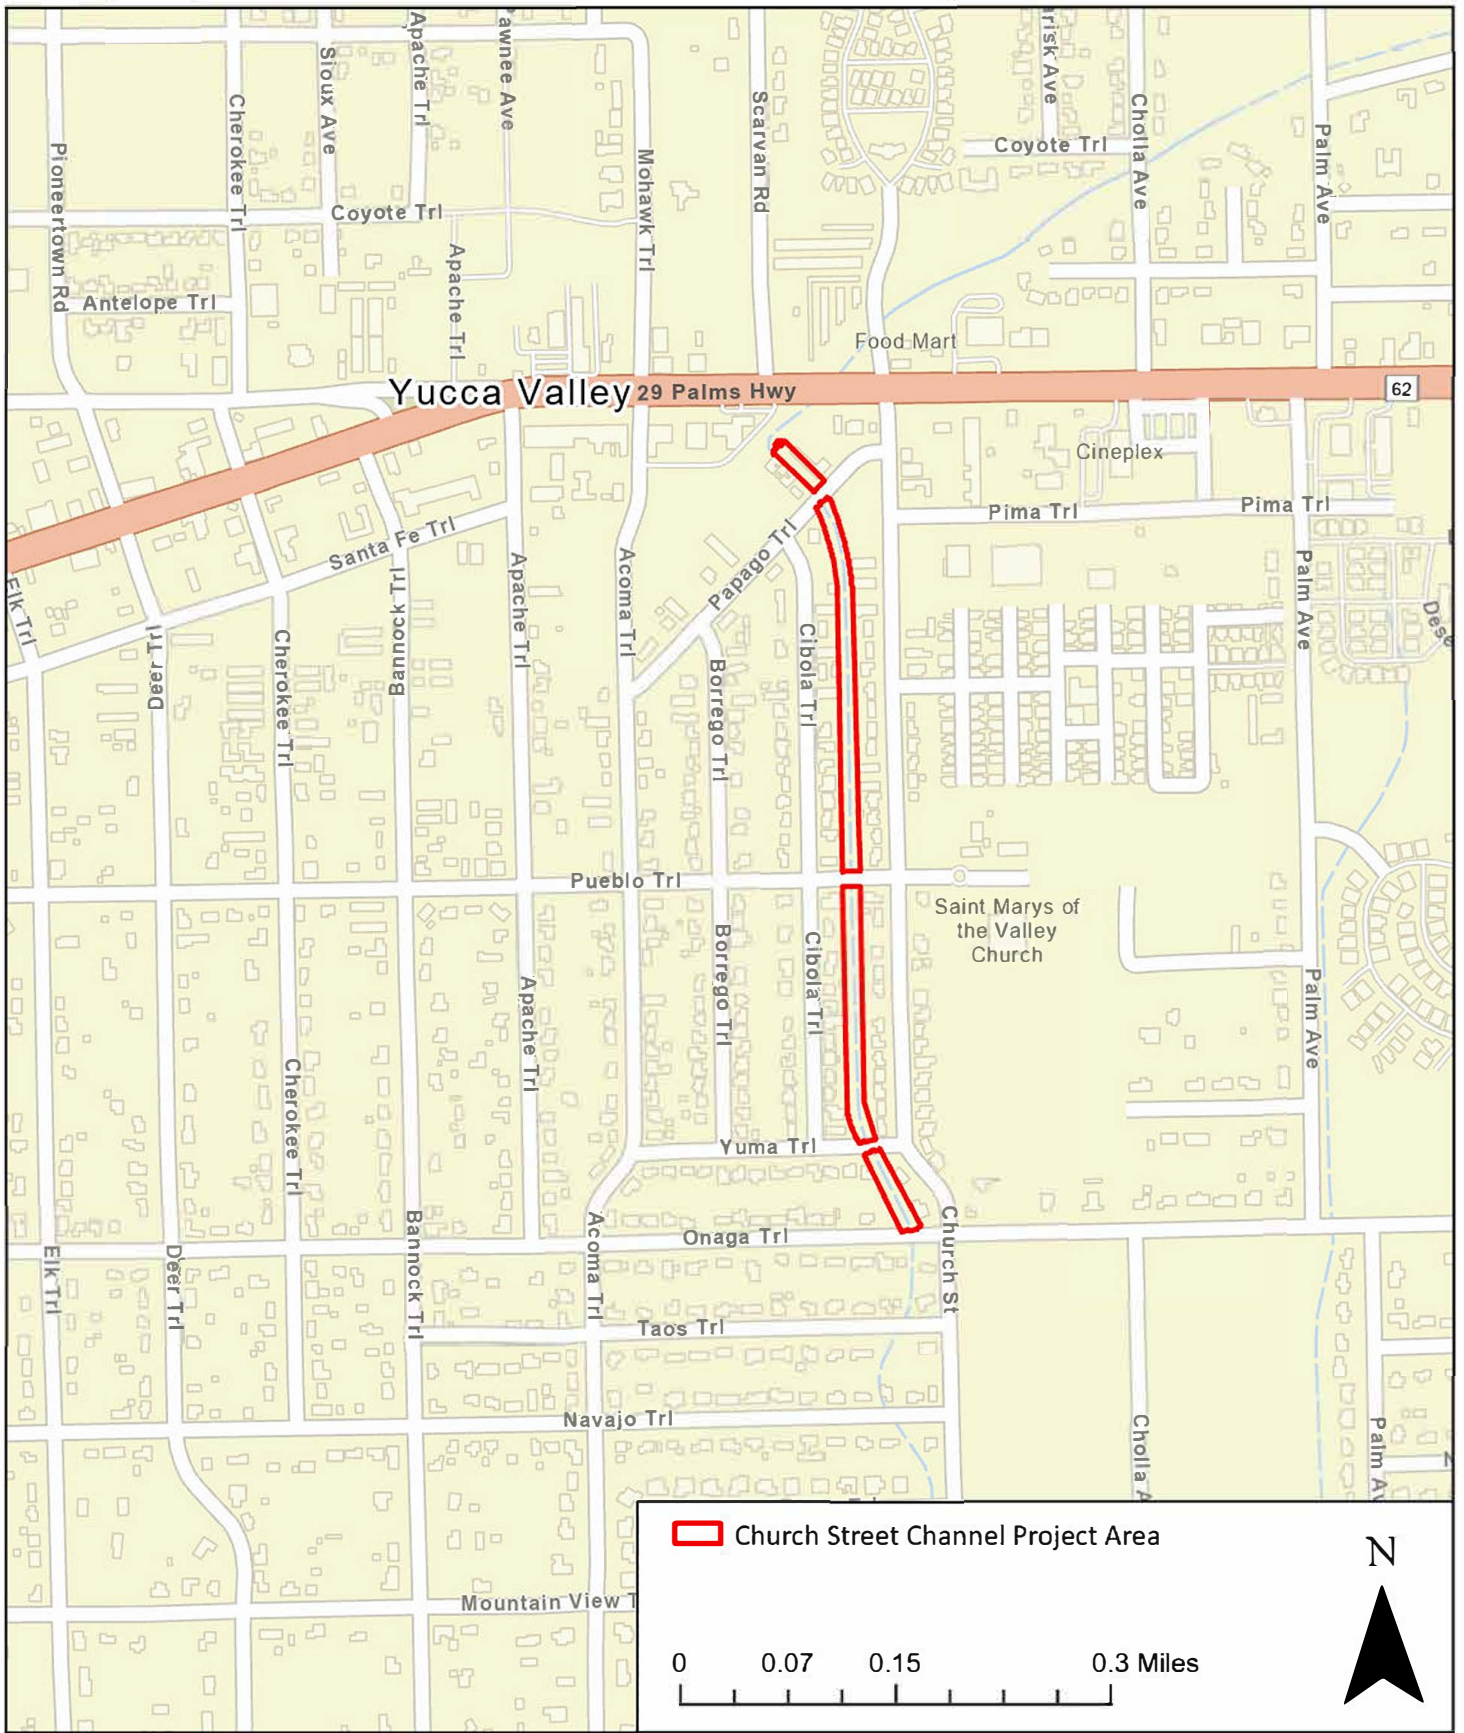 Apache Trl
Pawnee Ave
Sioux Ave
Cherokee Trl
Pioneertown Rd
Mohawk Trl
Scarvan Rd
Cholla Ave
Palm Ave
Coyote Trl
Coyote Trl
Apache Trl
Antelope Trl
Food Mart
Yucca Valley
29 Palms Hwy
62
Cineplex
Pima Trl
Pima Trl
Santa Fe Trl
Papago Trl
Elk Trl
Deer Trl
Cherokee Trl
Bannock Trl
Apache Trl
Acoma Trl
Borrego Trl
Cibola Trl
Palm Ave
Pueblo Trl
Saint Marys of
the Valley
Church
Borrego Trl
Cibola Trl
Apache Trl
Palm Ave
Cherokee Trl
Yuma Trl
Onaga Trl
Elk Trl
Deer Trl
Bannock Trl
Acoma Trl
Church St
Taos Trl
Navajo Trl
Cholla A
Palm Av
Mountain View T
Church Street Channel Project Area
N
0 0.07 0.15 0.3 Miles